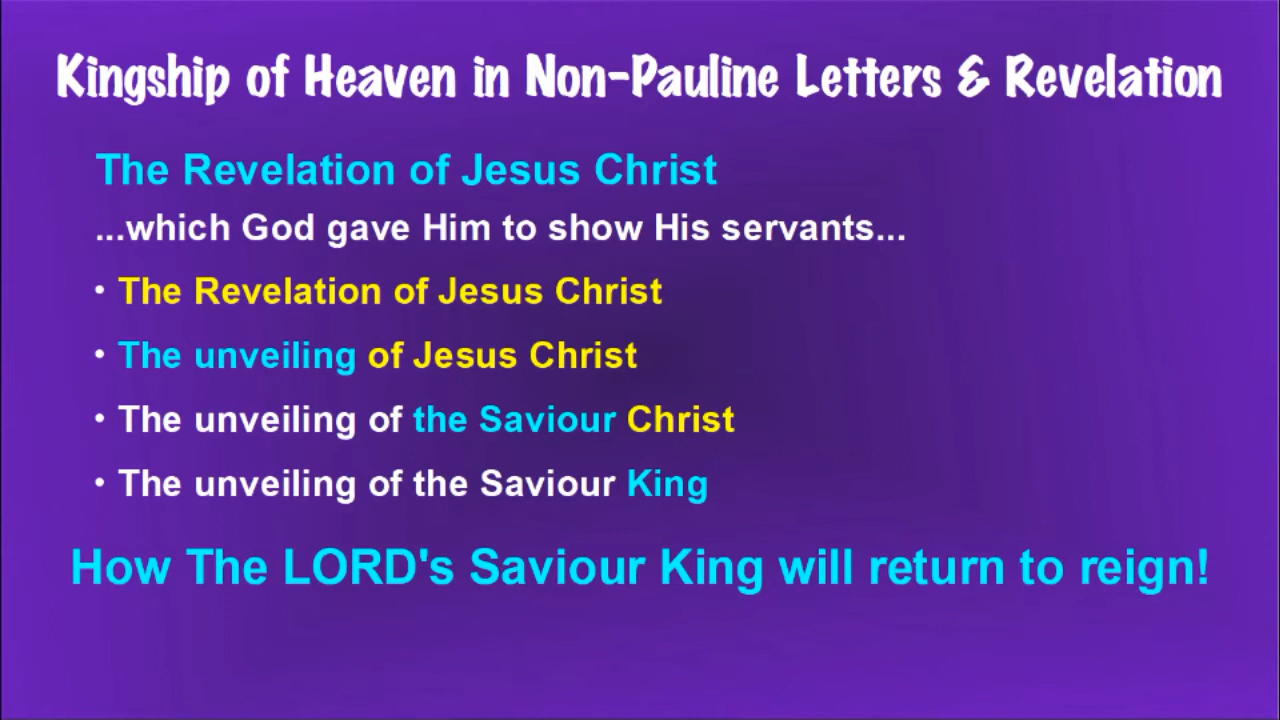 Kingship of Heaven in Non-Pauline Letters & Revelation
The Revelation of Jesus Christ
...which God gave Him to show His servants...
• The Revelation of Jesus Christ
• The unveiling of Jesus Christ
• The unveiling of the Saviour Christ
• The unveiling of the Saviour King
How The LORD's Saviour King will return to reign!